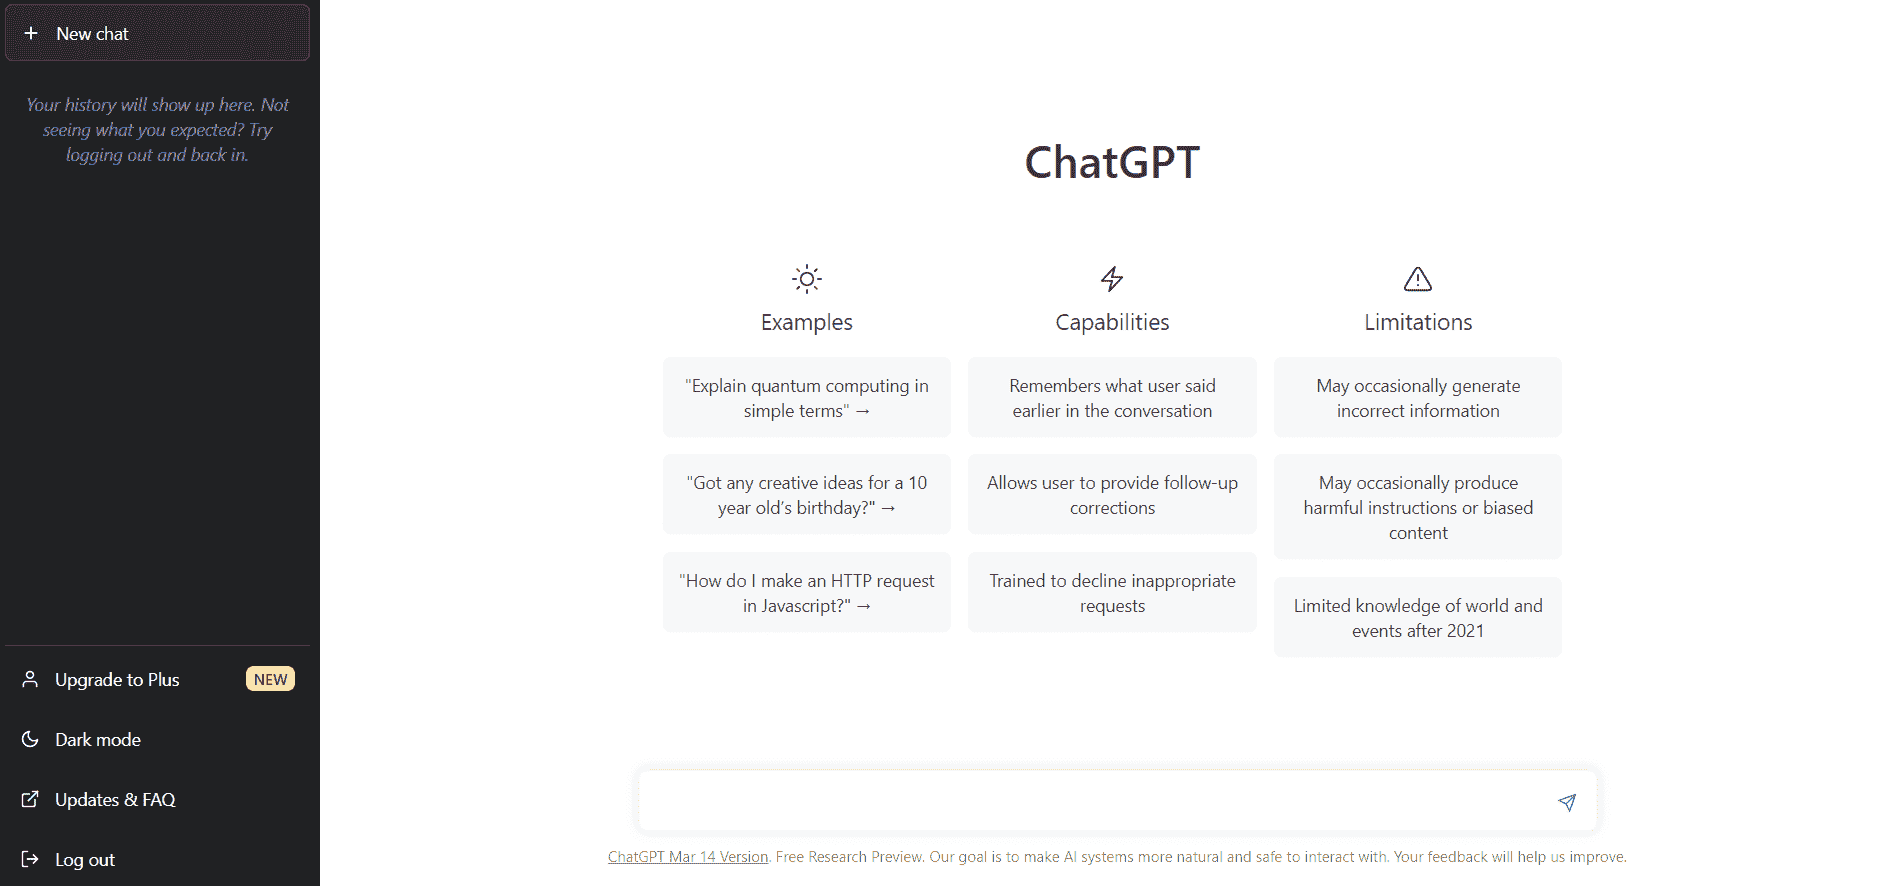 New chat
Your history will show up here. Not
seeing what you expected? Try
logging out and back in.
Upgrade to Plus
NEW
Dark mode
Updates & FAQ
Log out
ChatGPT
Examples
"Explain quantum computing in
simple terms" →
"Got any creative ideas for a 10
year old’s birthday?" →
"How do I make an HTTP request
in Javascript?" →
Capabilities
Remembers what user said
earlier in the conversation
Allows user to provide follow-up
corrections
Trained to decline inappropriate
requests
Limitations
May occasionally generate
incorrect information
May occasionally produce
harmful instructions or biased
content
Limited knowledge of world and
events after 2021
ChatGPT Mar 14 Version. Free Research Preview. Our goal is to make AI systems more natural and safe to interact with. Your feedback will help us improve.